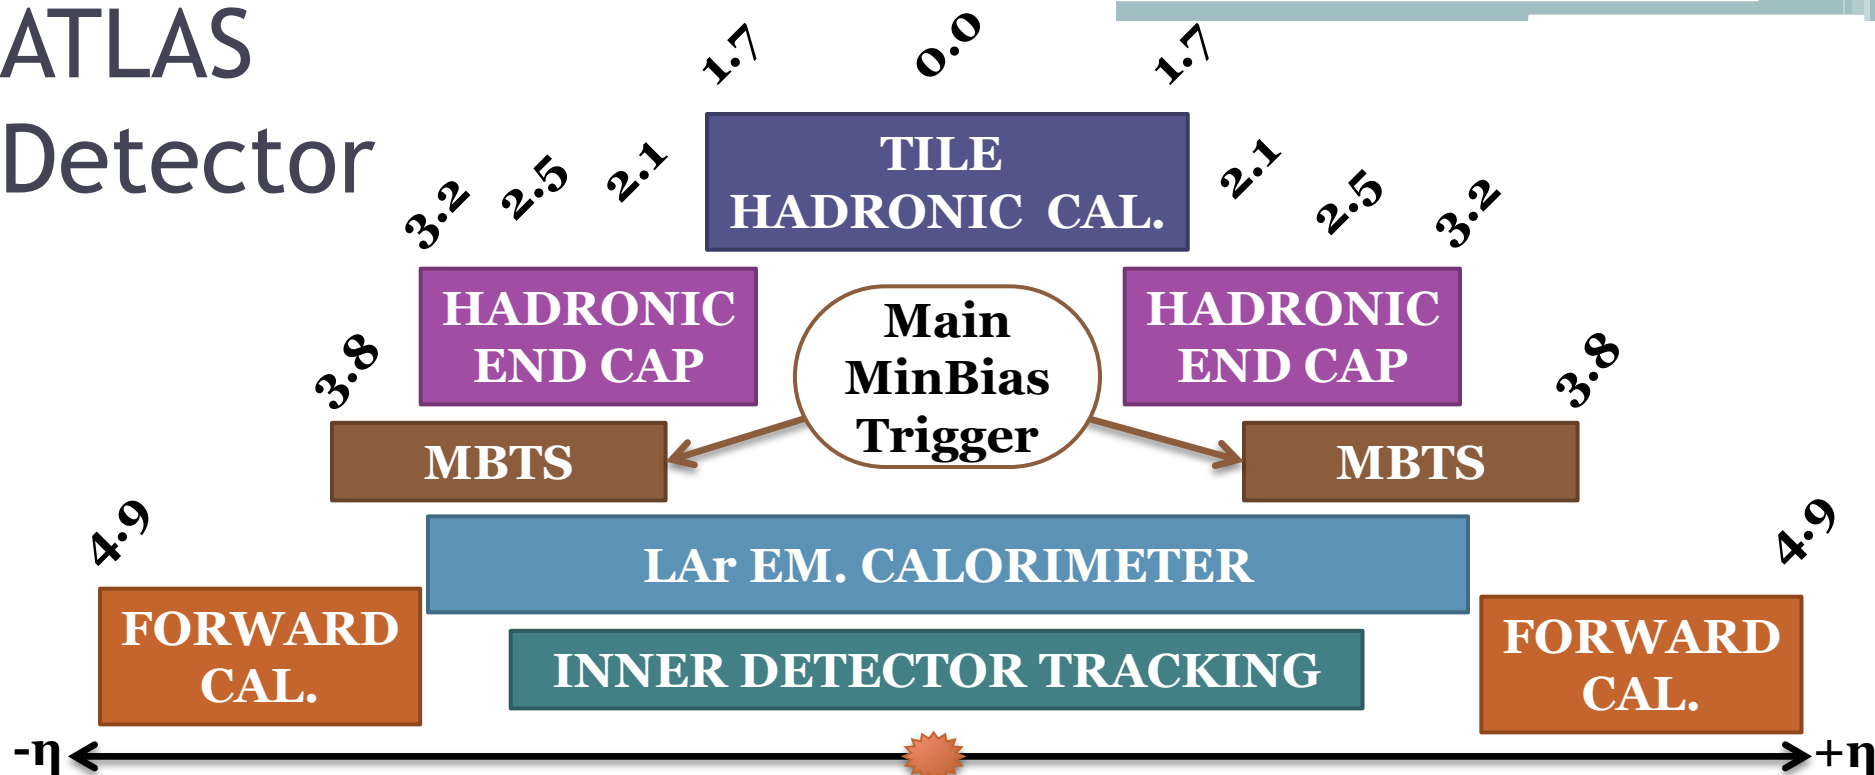 ATLAS
Detector
1.7
0.0
1.7
TILE
HADRONIC CAL.
3.2
2.5
2.1
2.1
2.5
3.2
HADRONIC
END CAP
Main
MinBias
Trigger
HADRONIC
END CAP
3.8
3.8
MBTS
MBTS
4.9
4.9
LAr EM. CALORIMETER
FORWARD
CAL.
INNER DETECTOR TRACKING
FORWARD
CAL.
-η
+η